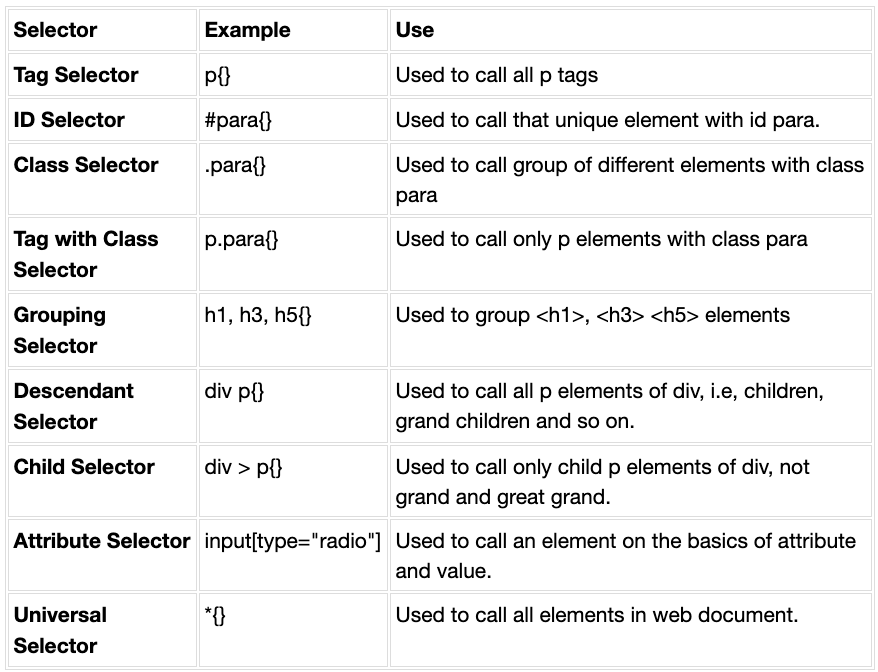 Selector Example Use
Tag Selector p{} Used to call all p tags
ID Selector #para{} Used to call that unique element with id para.
Class Selector .para{} Used to call group of different elements with class
para
Tag with Class
Selector p.para{} Used to call only p elements with class para
Grouping
Selector h1, h3, h5{} Used to group <h1>, <h3> <h5> elements
Descendant
Selector div p{} Used to call all p elements of div, i.e, children,
grand children and so on.
Child Selector div > p{} Used to call only child p elements of div, not
grand and great grand.
Attribute Selector input[type="radio"] Used to call an element on the basics of attribute
and value.
Universal
Selector *{} Used to call all elements in web document.